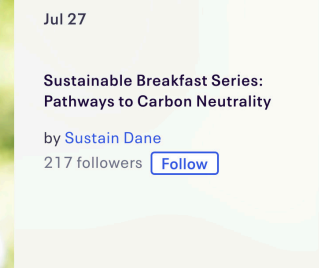 Jul 27
Sustainable Breakfast Series:
Pathways to Carbon Neutrality
by Sustain Dane
217 followers Follow